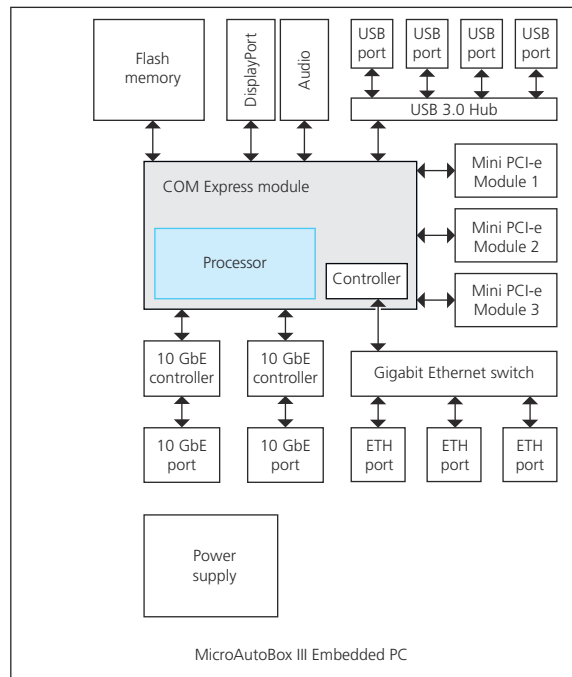 Flash
memory
DisplayPort
Audio
USB
port
USB
port
USB
port
USB
port
USB 3.0 Hub
COM Express module
Processor
Controller
Mini PCI-e
Module 1
Mini PCI-e
Module 2
Mini PCI-e
Module 3
10 GbE
controller
10 GbE
controller
Gigabit Ethernet switch
10 GbE
port
10 GbE
port
ETH
port
ETH
port
ETH
port
Power
supply
MicroAutoBox III Embedded PC